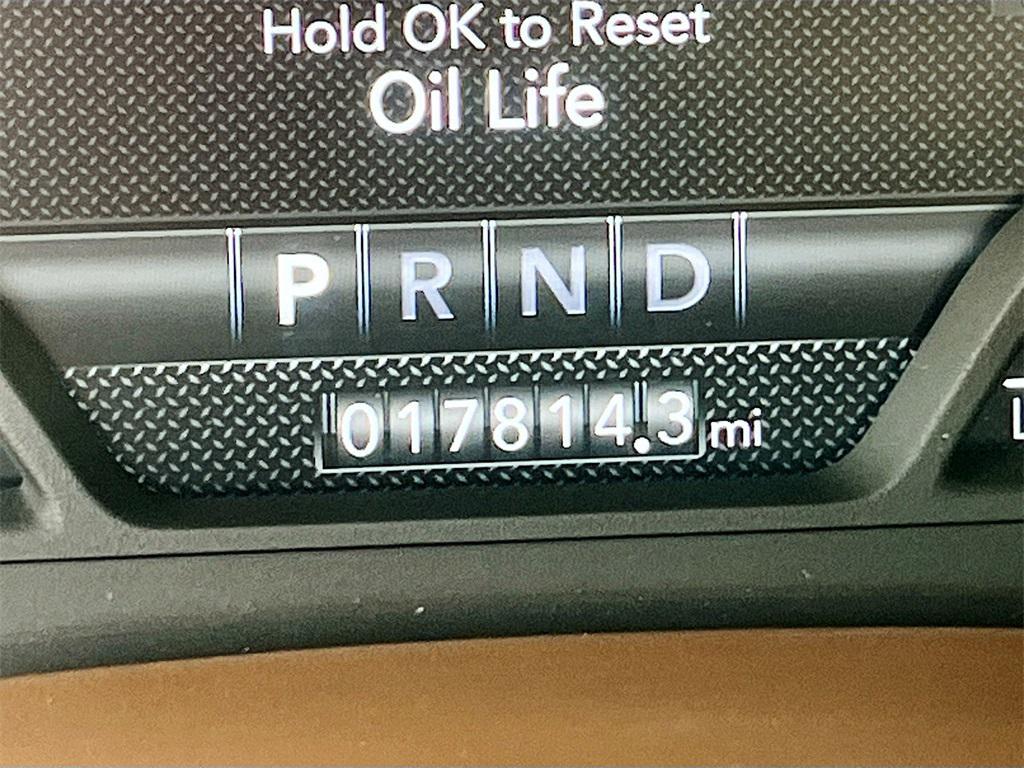 Hold OK to Reset
Oil Life
P R N D
017814.3 mi